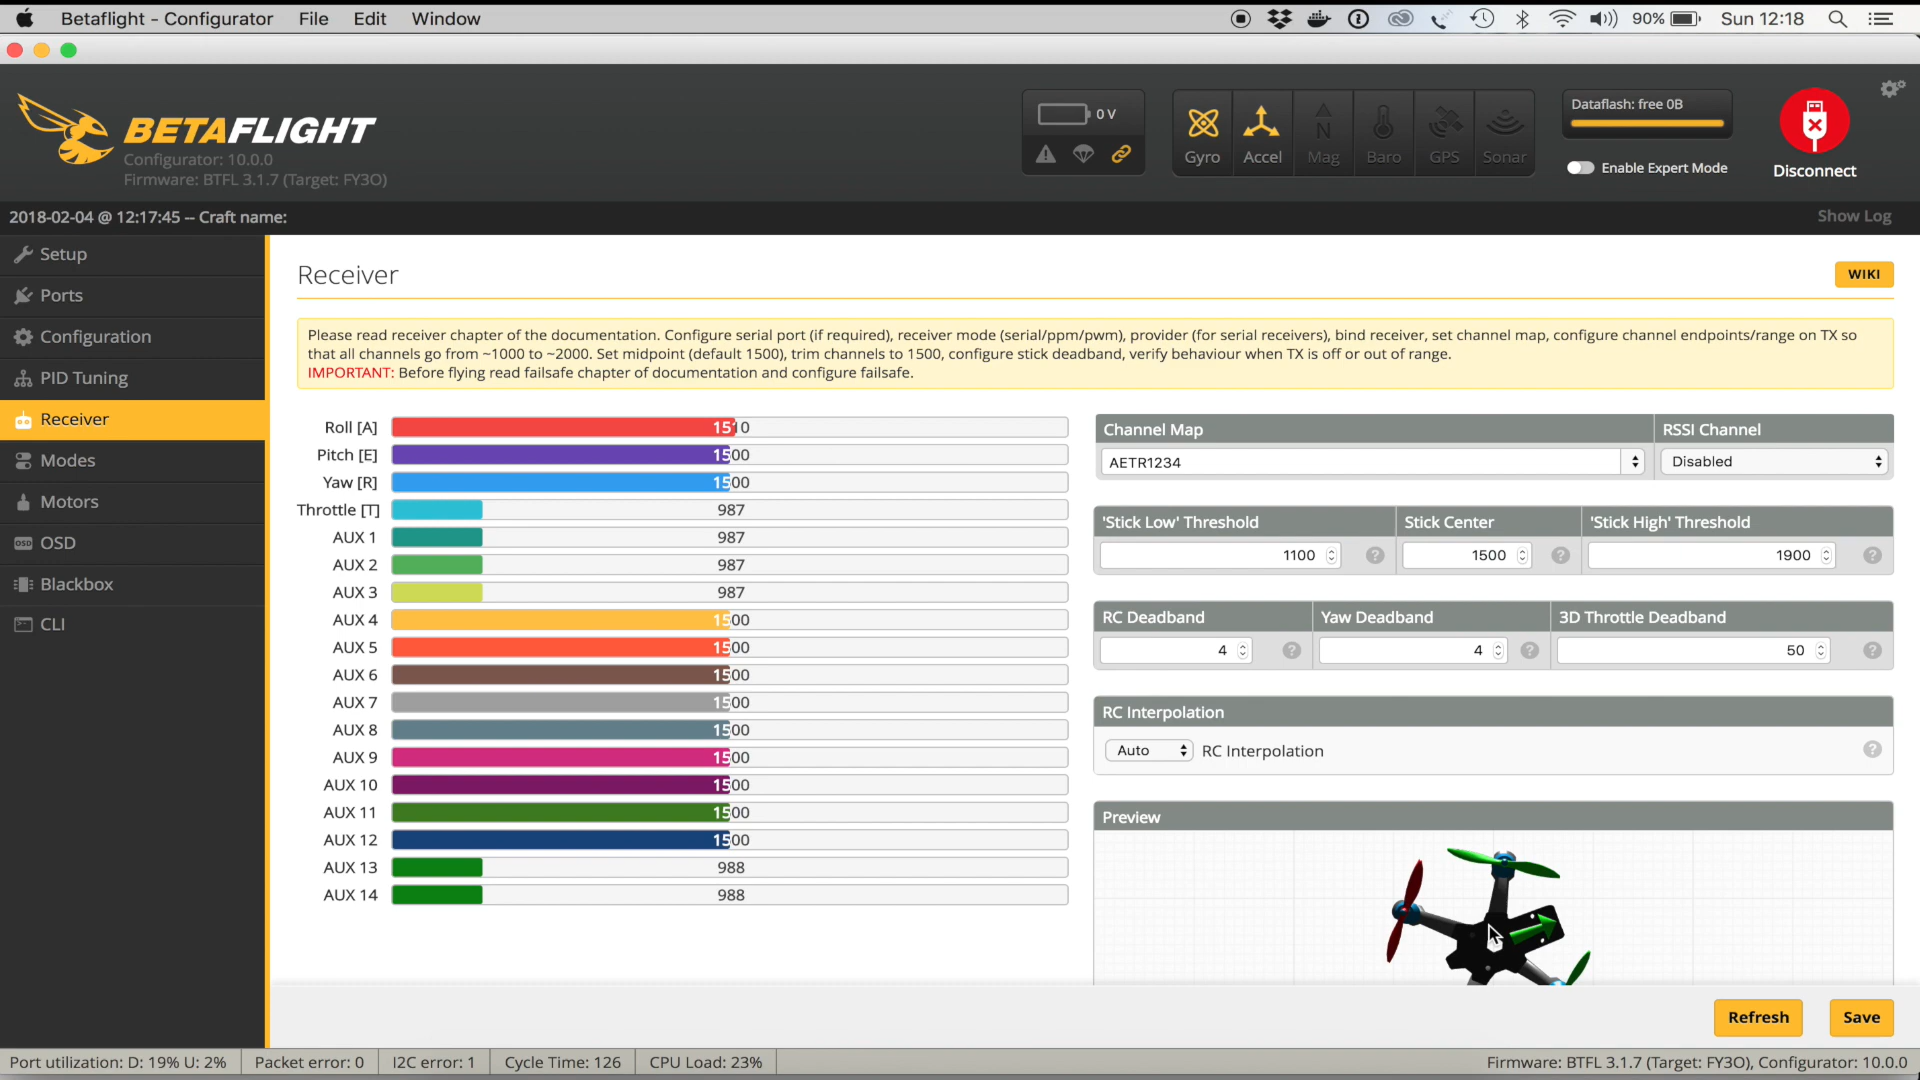 Betaflight - Configurator File Edit Window 90% Sun 12:18
BETAFLIGHT
Configurator: 10.0.0
Firmware: BTFL 3.1.7 (Target: FY3O)
0 V
Gyro Accel Mag Baro GPS Sonar
Dataflash: free 0B
Enable Expert Mode
Disconnect
2018-02-04 @ 12:17:45 -- Craft name:
Show Log
Setup
Ports
Configuration
PID Tuning
Receiver
Modes
Motors
OSD OSD
Blackbox
CLI
Receiver
WIKI
Please read receiver chapter of the documentation. Configure serial port (if required), receiver mode (serial/ppm/pwm), provider (for serial receivers), bind receiver, set channel map, configure channel endpoints/range on TX so
that all channels go from ~1000 to ~2000. Set midpoint (default 1500), trim channels to 1500, configure stick deadband, verify behaviour when TX is off or out of range.
IMPORTANT: Before flying read failsafe chapter of documentation and configure failsafe.
Roll [A] 1510
Pitch [E] 1500
Yaw [R] 1500
Throttle [T] 987
AUX 1 987
AUX 2 987
AUX 3 987
AUX 4 1500
AUX 5 1500
AUX 6 1500
AUX 7 1500
AUX 8 1500
AUX 9 1500
AUX 10 1500
AUX 11 1500
AUX 12 1500
AUX 13 988
AUX 14 988
Channel Map RSSI Channel
AETR1234 Disabled
'Stick Low' Threshold Stick Center 'Stick High' Threshold
1100 ? 1500 ? 1900 ?
RC Deadband Yaw Deadband 3D Throttle Deadband
4 ? 4 ? 50 ?
RC Interpolation
Auto RC Interpolation ?
Preview
Refresh Save
Port utilization: D: 19% U: 2% Packet error: 0 I2C error: 1 Cycle Time: 126 CPU Load: 23% Firmware: BTFL 3.1.7 (Target: FY3O), Configurator: 10.0.0